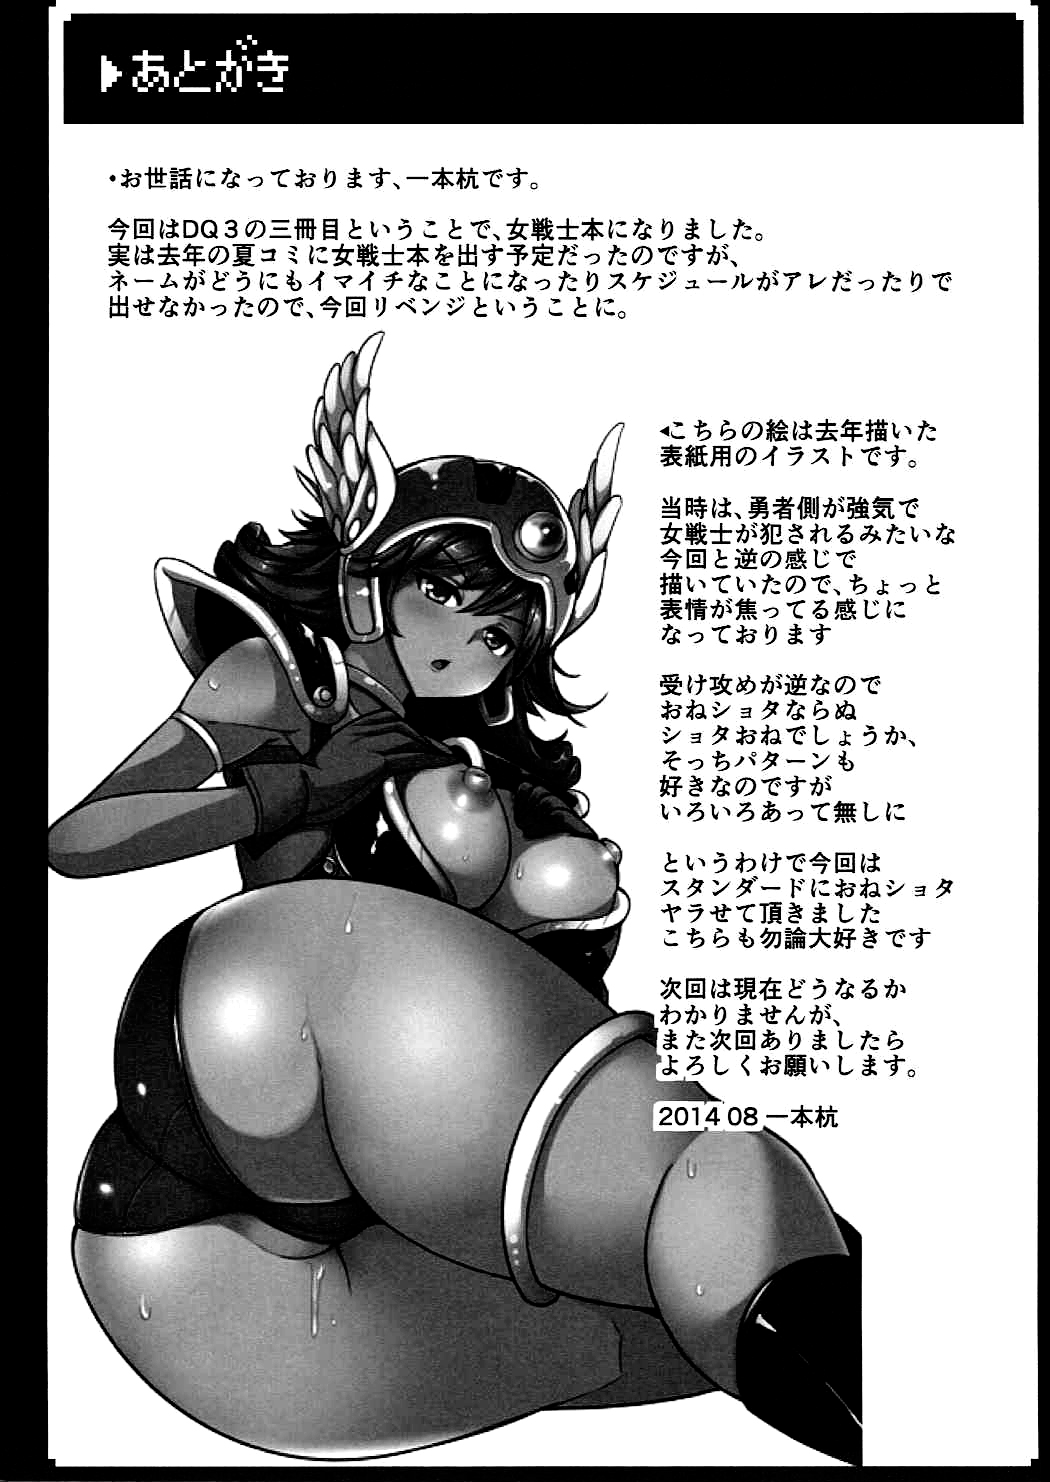 あとがき
・お世話になっております、一本杭です。
今回はDQ3の三冊目ということで、女戦士本になりました。
実は去年の夏コミに女戦士本を出す予定だったのですが、
ネームがどうにもイマイチなことになったりスケジュールがアレだったりで
出せなかったので、今回リベンジということに。
◀こちらの絵は去年描いた
表紙用のイラストです。
当時は、勇者側が強気で
女戦士が犯されるみたいな
今回と逆の感じで
描いていたので、ちょっと
表情が焦ってる感じに
なっております
受け攻めが逆なので
おねショタならぬ
ショタおねでしょうか、
そっちパターンも
好きなのですが
いろいろあって無しに
というわけで今回は
スタンダードにおねショタ
ヤラせて頂きました
こちらも勿論大好きです
次回は現在どうなるか
わかりませんが、
また次回ありましたら
よろしくお願いします。
2014 08 一本杭